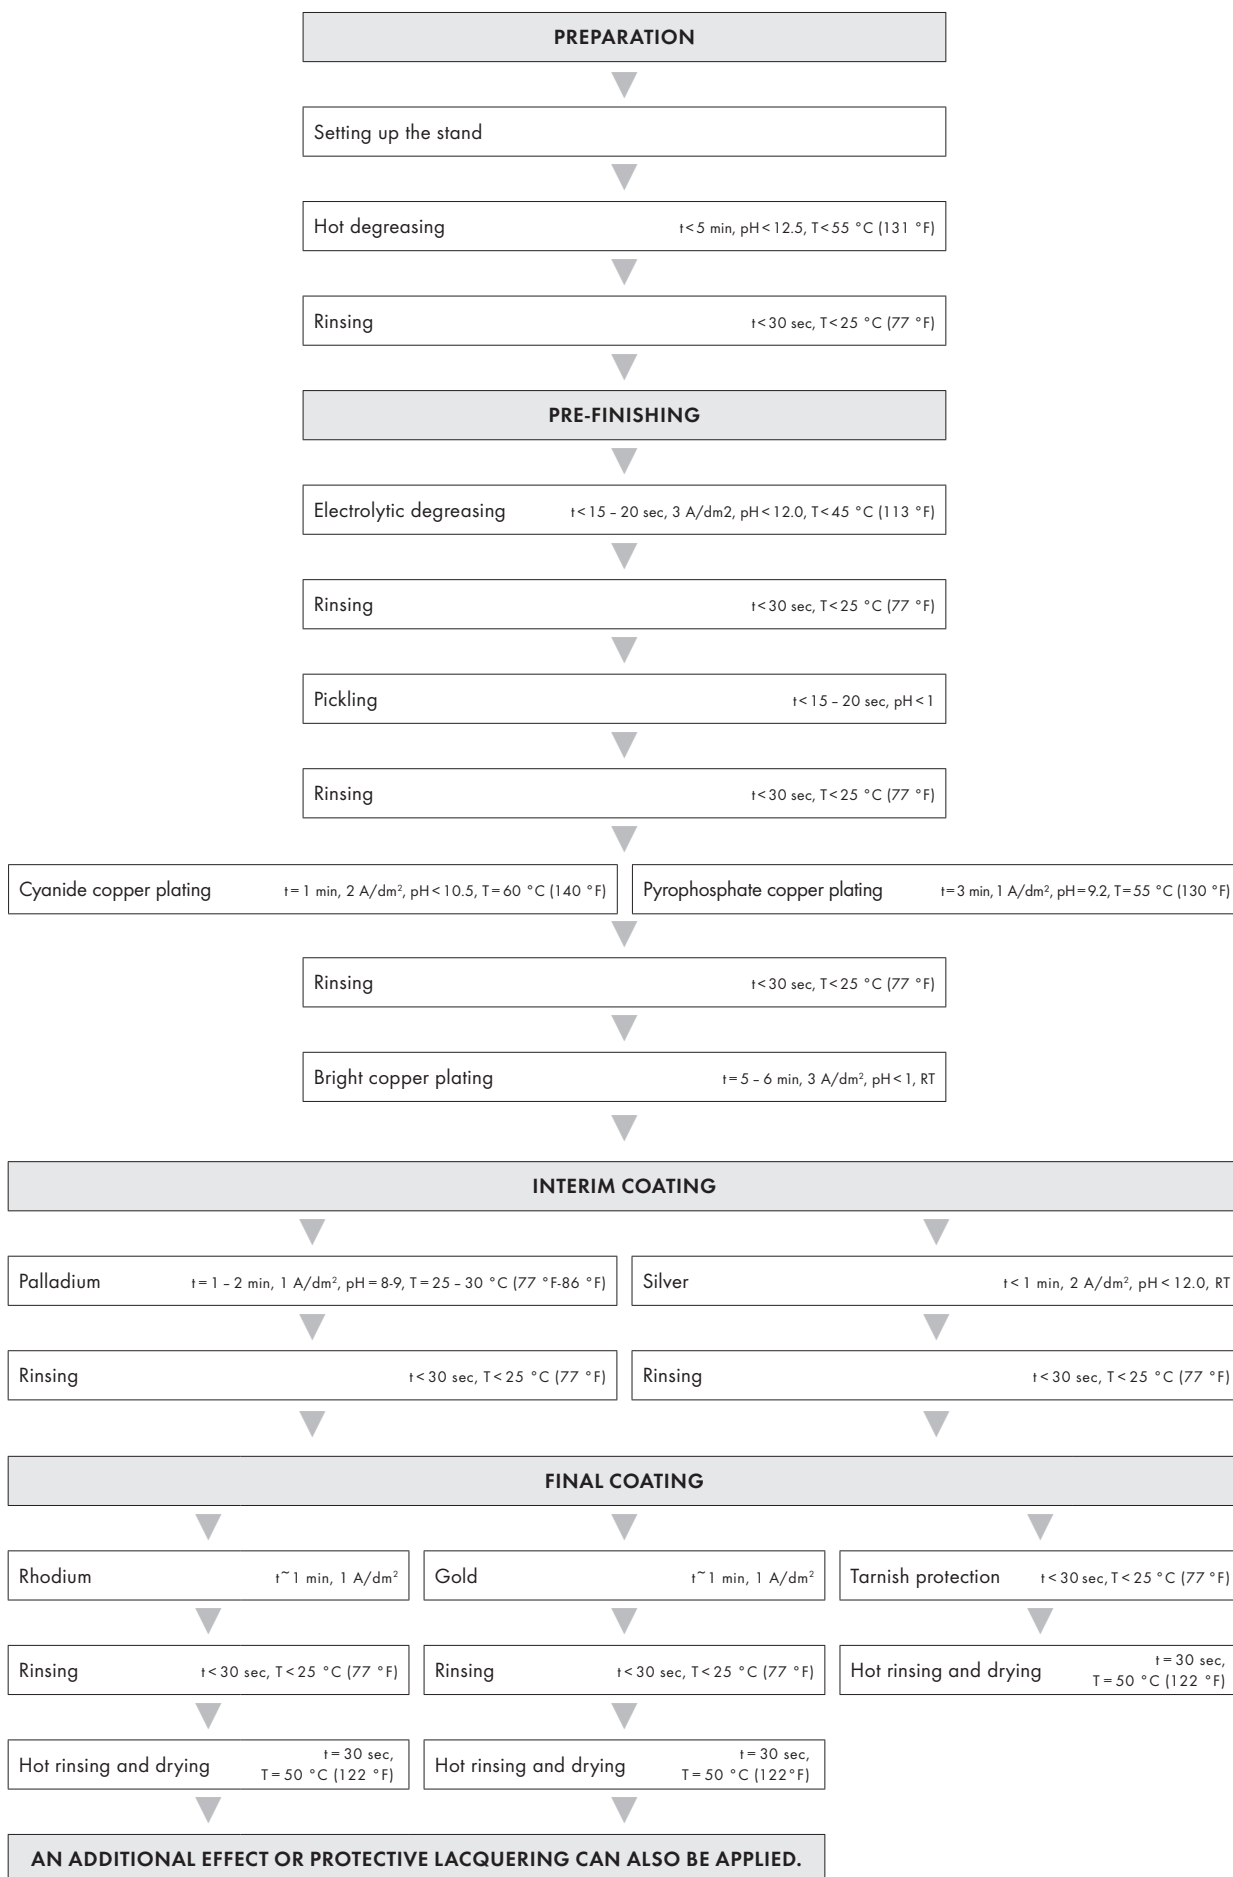 PREPARATION
Setting up the stand
Hot degreasing t<5 min, pH<12.5, T<55 °C (131 °F)
Rinsing t<30 sec, T<25 °C (77 °F)
PRE-FINISHING
Electrolytic degreasing t<15 – 20 sec, 3 A/dm2, pH<12.0, T<45 °C (113 °F)
Rinsing t<30 sec, T<25 °C (77 °F)
Pickling t<15 – 20 sec, pH<1
Rinsing t<30 sec, T<25 °C (77 °F)
Cyanide copper plating t=1 min, 2 A/dm², pH<10.5, T=60 °C (140 °F)
Pyrophosphate copper plating t=3 min, 1 A/dm², pH=9.2, T=55 °C (130 °F)
Rinsing t<30 sec, T<25 °C (77 °F)
Bright copper plating t=5 – 6 min, 3 A/dm², pH<1, RT
INTERIM COATING
Palladium t=1 – 2 min, 1 A/dm², pH=8-9, T=25 – 30 °C (77 °F-86 °F)
Silver t<1 min, 2 A/dm², pH<12.0, RT
Rinsing t<30 sec, T<25 °C (77 °F)
Rinsing t<30 sec, T<25 °C (77 °F)
FINAL COATING
Rhodium t~1 min, 1 A/dm²
Gold t~1 min, 1 A/dm²
Tarnish protection t<30 sec, T<25 °C (77 °F)
Rinsing t<30 sec, T<25 °C (77 °F)
Rinsing t<30 sec, T<25 °C (77 °F)
Hot rinsing and drying t=30 sec,
T=50 °C (122 °F)
Hot rinsing and drying t=30 sec,
T=50 °C (122 °F)
Hot rinsing and drying t=30 sec,
T=50 °C (122°F)
AN ADDITIONAL EFFECT OR PROTECTIVE LACQUERING CAN ALSO BE APPLIED.